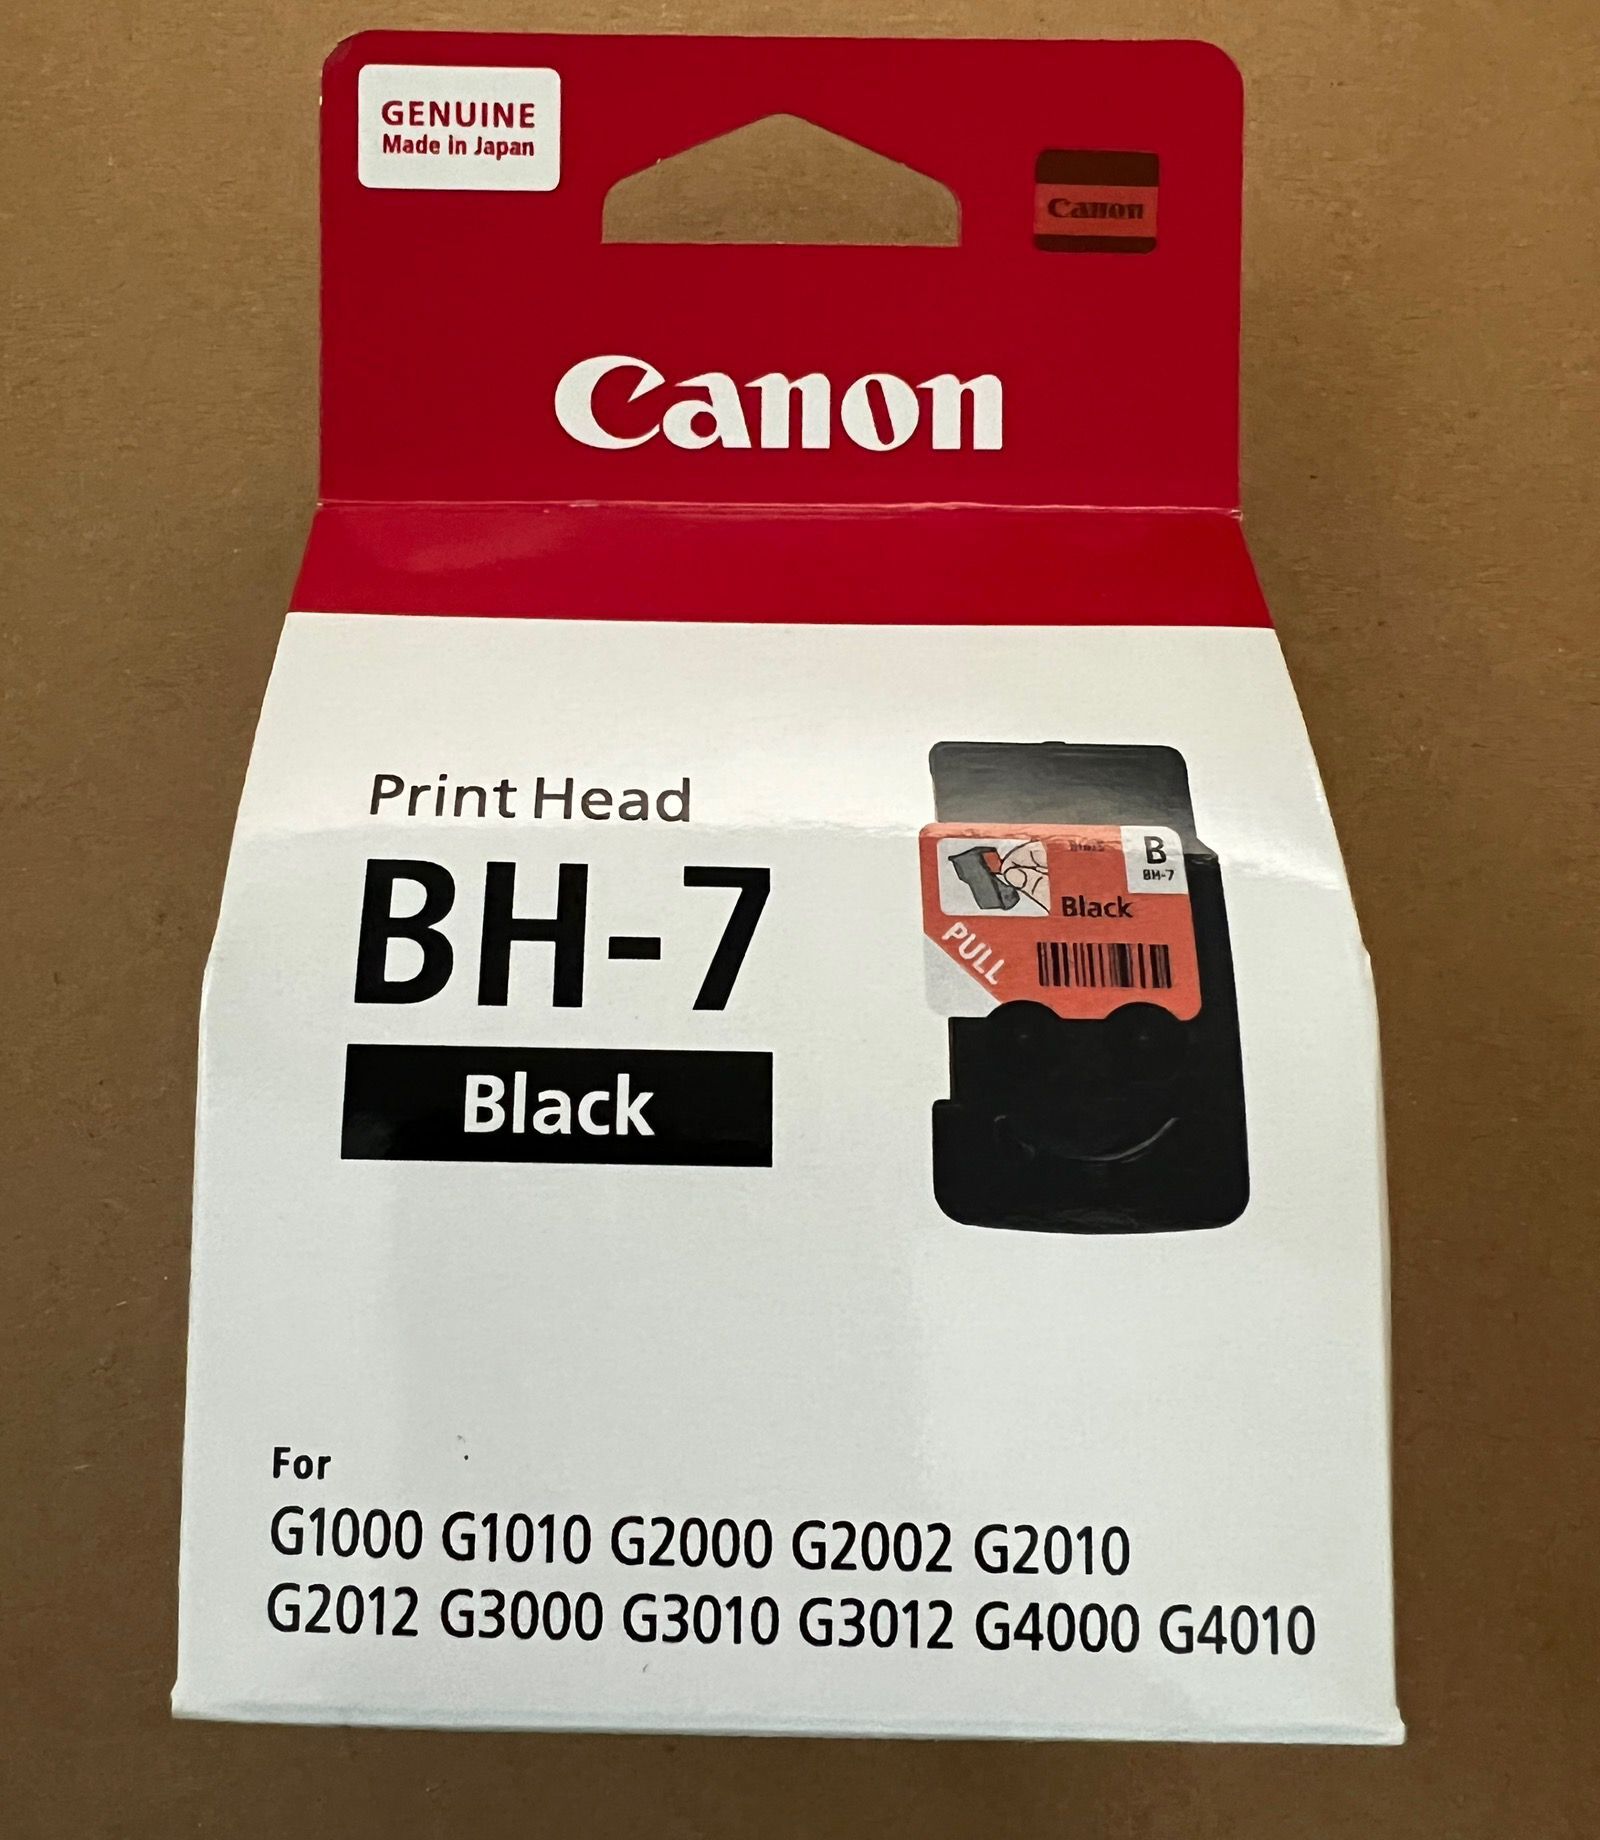 GENUINE
Made in Japan
Canon
Canon
Print Head
BH-7
Black
B
BH-7
Black
PULL
For
G1000 G1010 G2000 G2002 G2010
G2012 G3000 G3010 G3012 G4000 G4010